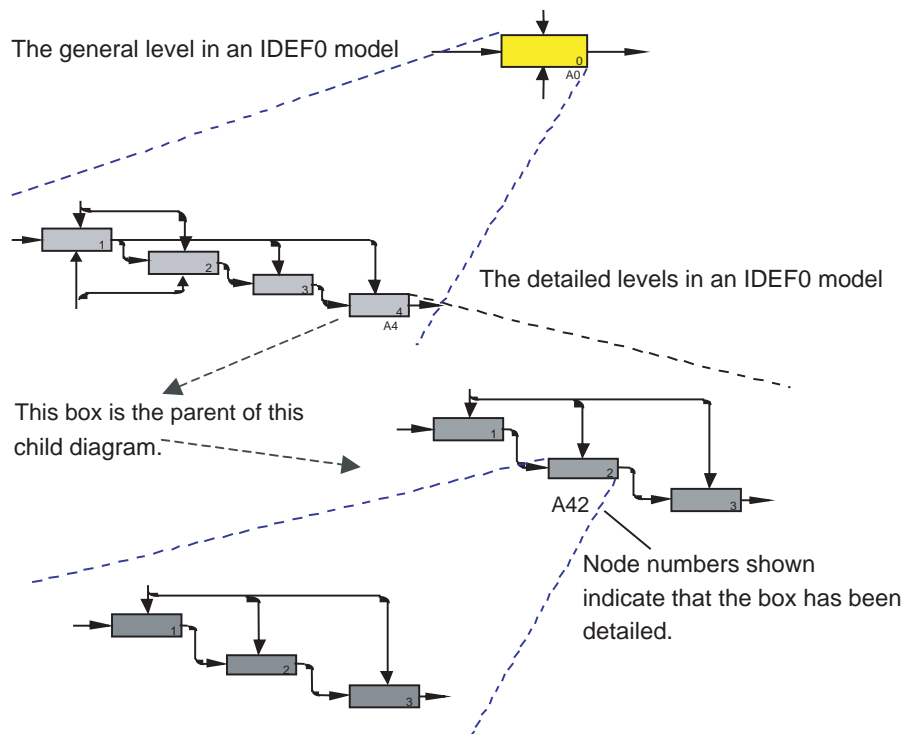 The general level in an IDEF0 model
0
A0
1
2
3
4
A4
The detailed levels in an IDEF0 model
This box is the parent of this
child diagram.
1
2
3
A42
Node numbers shown
indicate that the box has been
detailed.
1
2
3